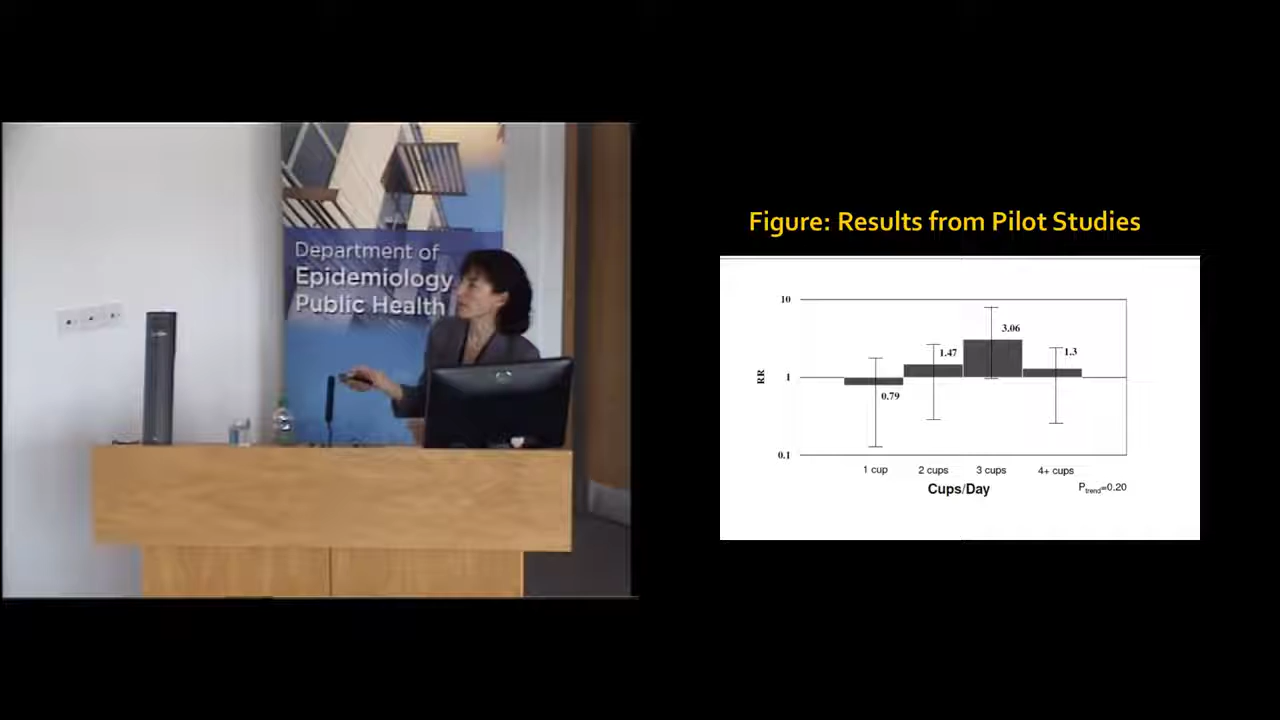 Department of
Epidemiology
Public Health
Figure: Results from Pilot Studies
10
3.06
1.47
1.3
RR
1
0.79
0.1
1 cup
2 cups
3 cups
4+ cups
Cups/Day
Ptrend=0.20